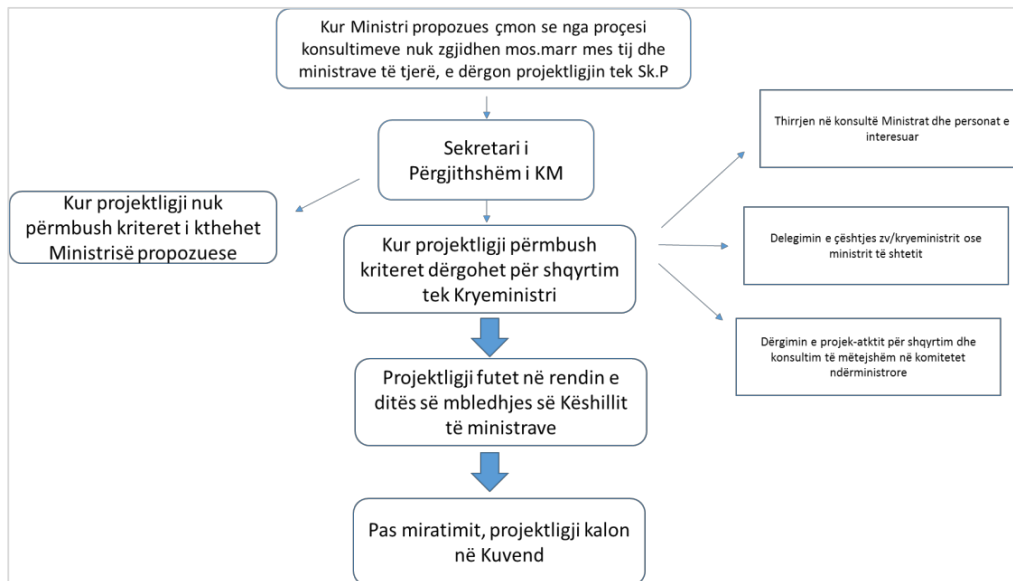 Kur Ministri propozues çmon se nga proçesi
konsultimeve nuk zgjidhen mos.marr mes tij dhe
ministrave të tjerë, e dërgon projektligjin tek Sk.P
Thirrjen në konsultë Ministrat dhe personat e
interesuar
Sekretari i
Përgjithshëm i KM
Kur projektligji nuk
përmbush kriteret i kthehet
Ministrisë propozuese
Kur projektligji përmbush
kriteret dërgohet për shqyrtim
tek Kryeministri
Delegimin e çështjes zv/kryeministrit ose
ministrit të shtetit
Dërgimin e projek-atktit për shqyrtim dhe
konsultim të mëtejshëm në komitetet
ndërministrore
Projektligji futet në rendin e
ditës së mbledhjes së Këshillit
të ministrave
Pas miratimit, projektligji kalon
në Kuvend